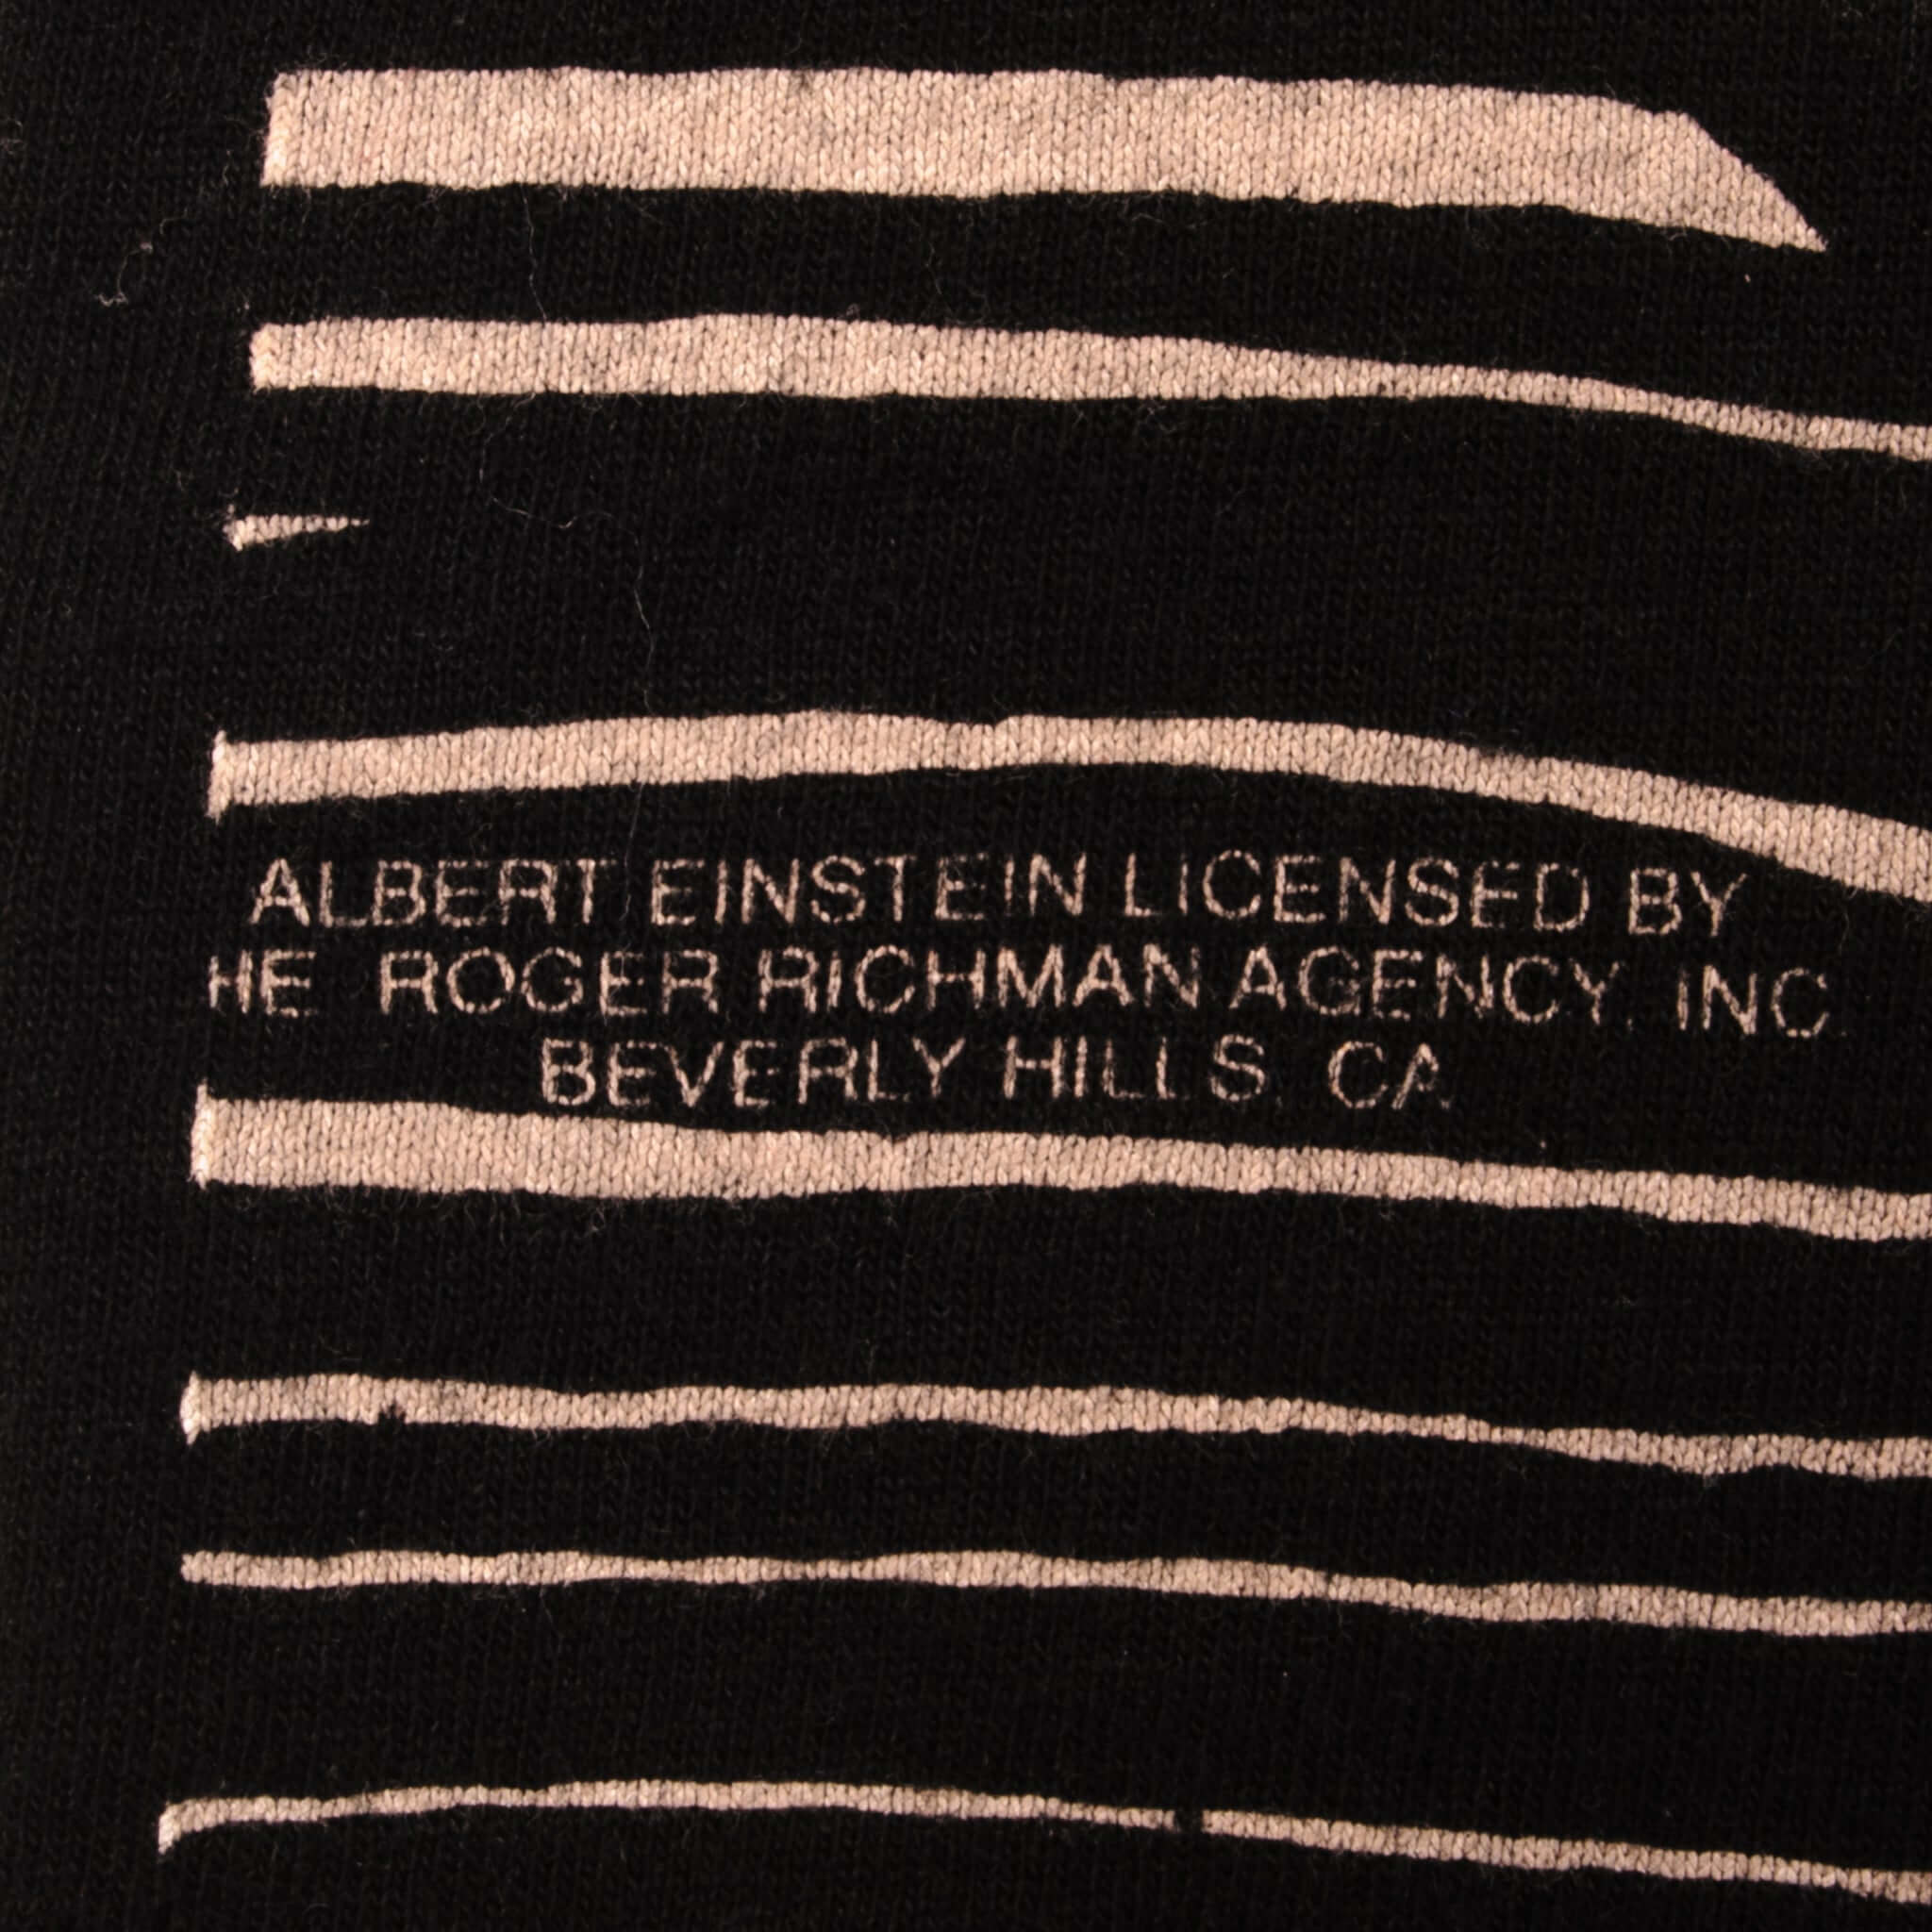 ALBERT EINSTEIN LICENSED BY
HE ROGER RICHMAN AGENCY, INC.
BEVERLY HILLS, CA